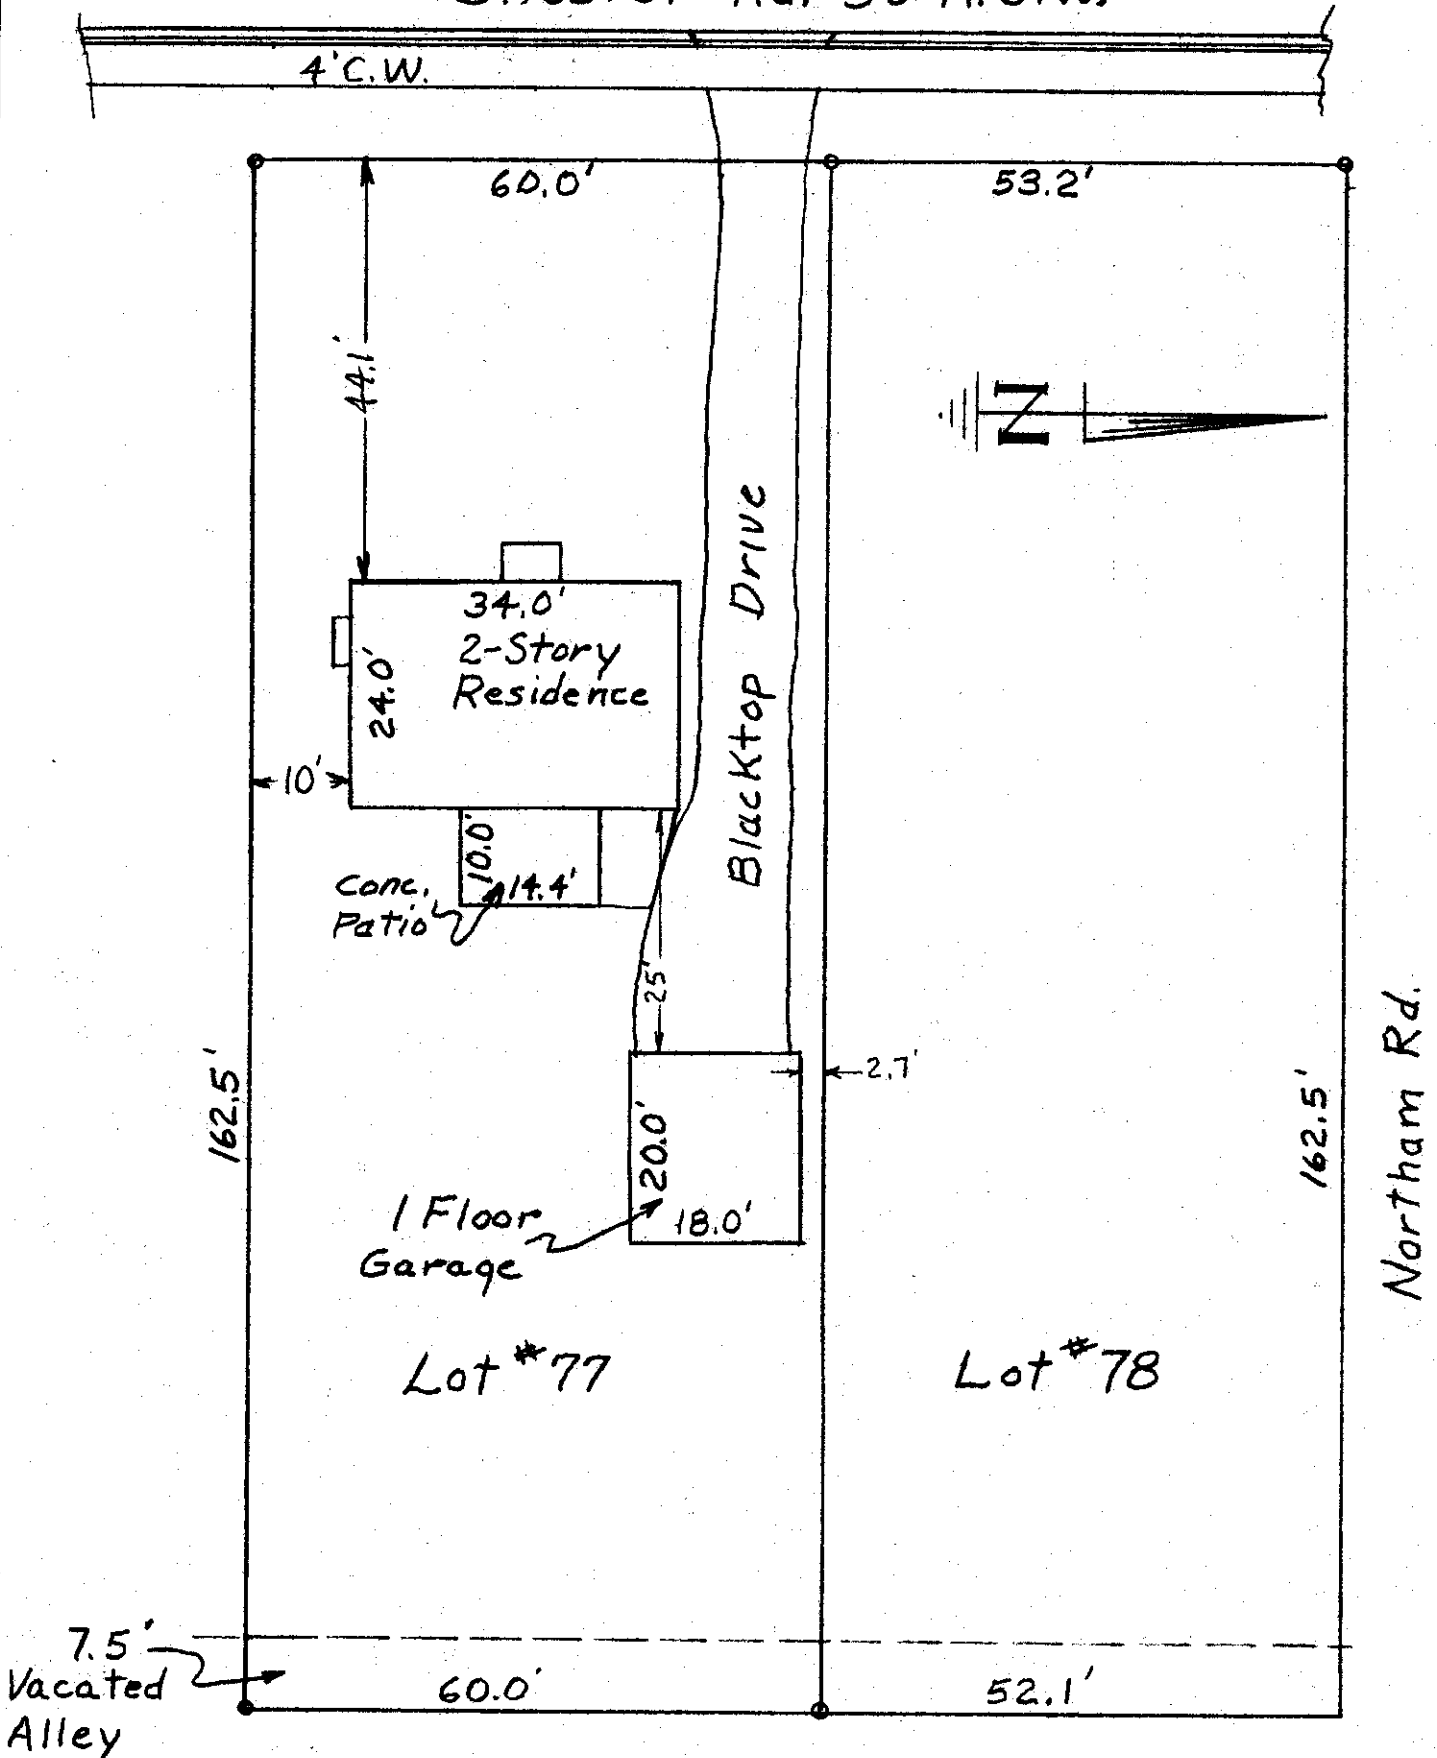 4' C.W.
60.0'
53.2'
44.1'
N
34.0'
2-Story
Residence
24.0'
10'
Blacktop Drive
10.0'
14.4'
Conc.
Patio
25'
2.7'
162.5'
20.0'
18.0'
1 Floor
Garage
162.5'
Northam Rd.
Lot #77
Lot #78
7.5'
Vacated
Alley
60.0'
52.1'